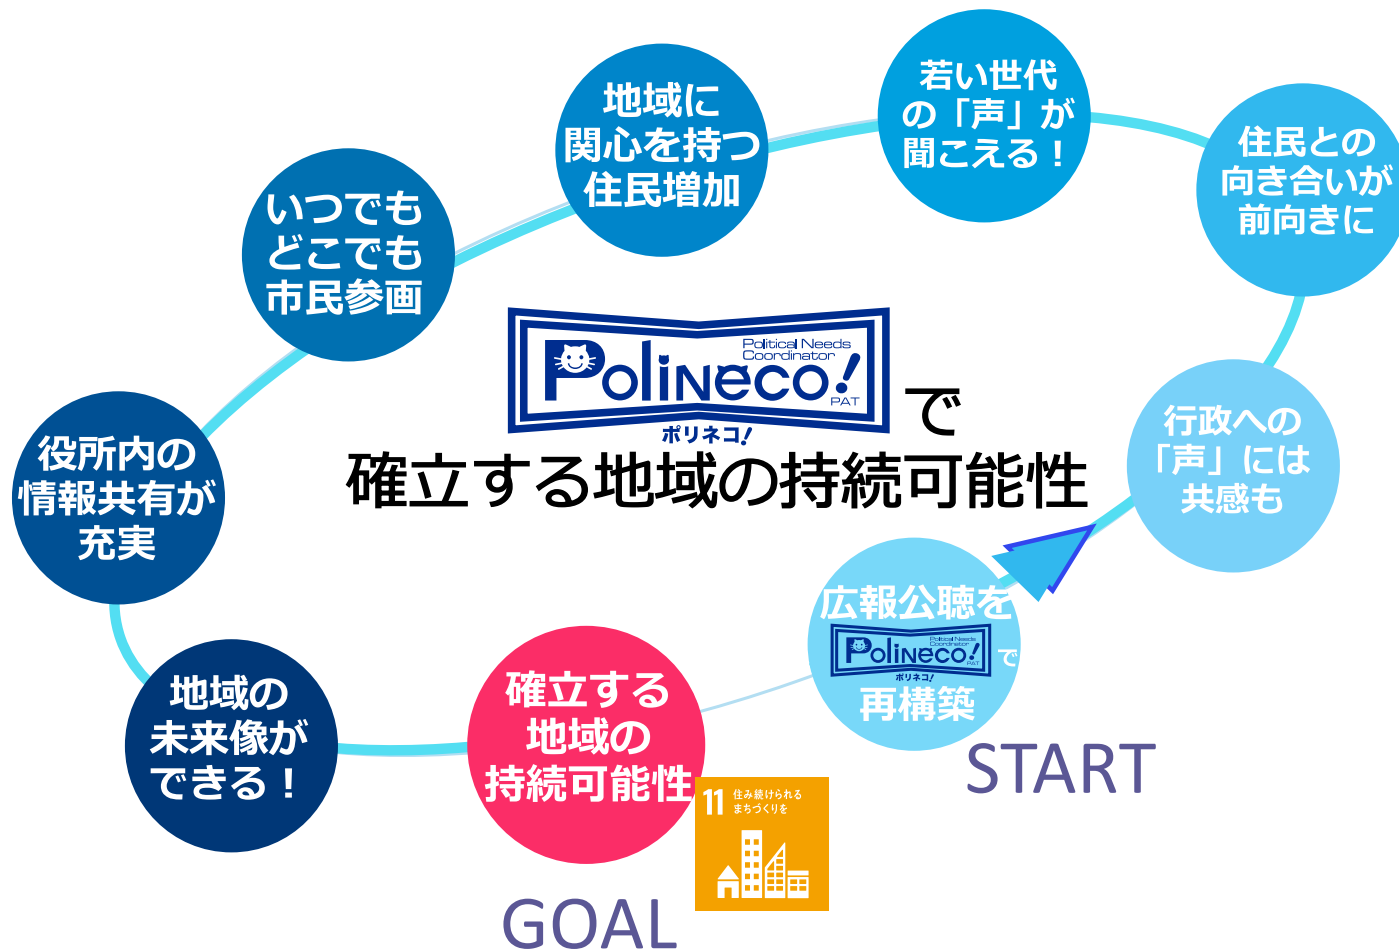 若い世代
の「声」が
聞こえる！
地域に
関心を持つ
住民増加
住民との
向き合いが
前向きに
いつでも
どこでも
市民参画
Political Needs
Coordinator
PoliNeco!
PAT
ポリネコ!
で
確立する地域の持続可能性
行政への
「声」には
共感も
役所内の
情報共有が
充実
広報公聴を
Political Needs
Coordinator
PoliNeco!
PAT
ポリネコ!
で
再構築
START
地域の
未来像が
できる！
確立する
地域の
持続可能性
11 住み続けられる
まちづくりを
GOAL